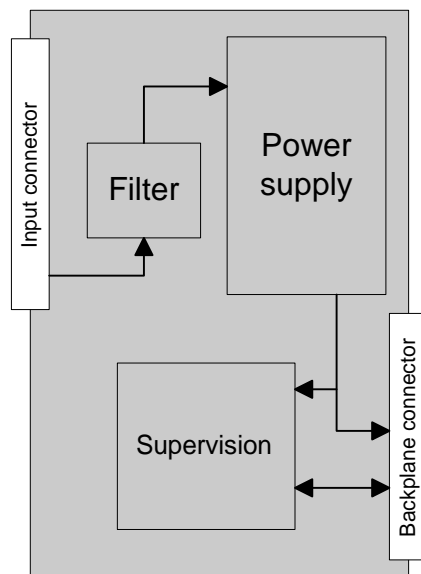 Input connector
Filter
Power
supply
Supervision
Backplane connector